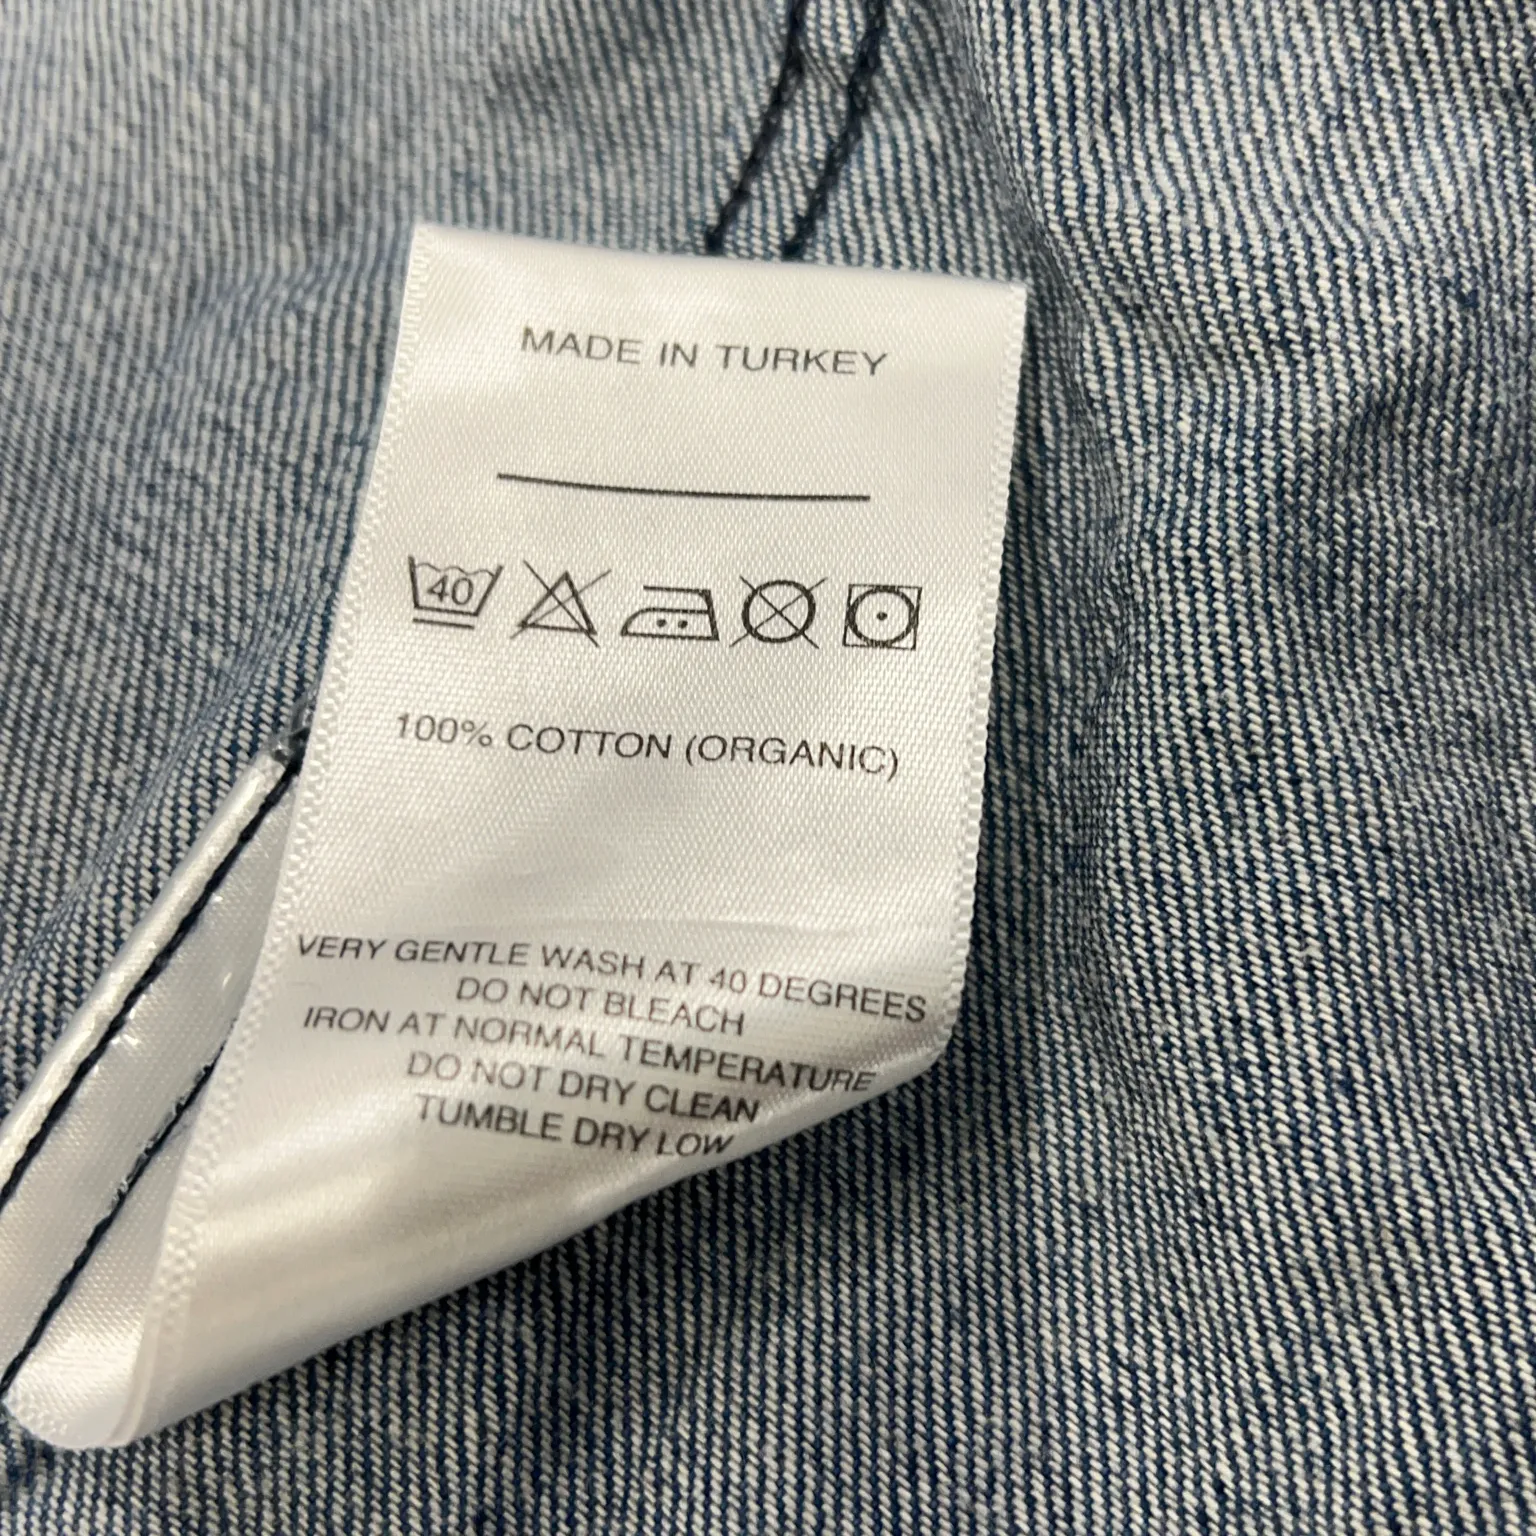 MADE IN TURKEY
40
100% COTTON (ORGANIC)
VERY GENTLE WASH AT 40 DEGREES
DO NOT BLEACH
IRON AT NORMAL TEMPERATURE
DO NOT DRY CLEAN
TUMBLE DRY LOW